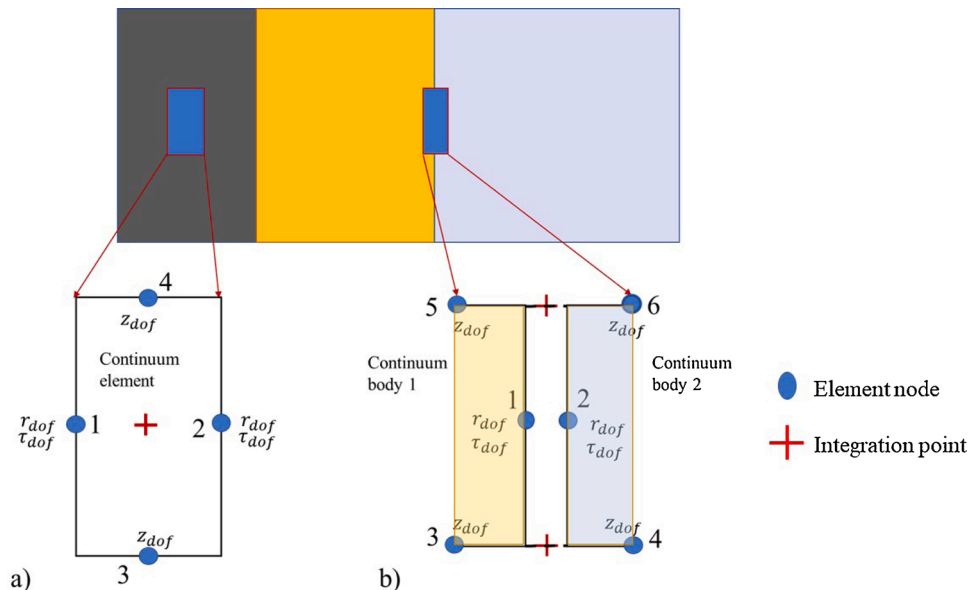 4
z_dof
Continuum
element
r_dof
τ_dof
1
2
r_dof
τ_dof
z_dof
3
a)
5
6
z_dof
z_dof
Continuum
body 1
Continuum
body 2
1
2
r_dof
τ_dof
r_dof
τ_dof
z_dof
z_dof
3
4
b)
Element node
Integration point